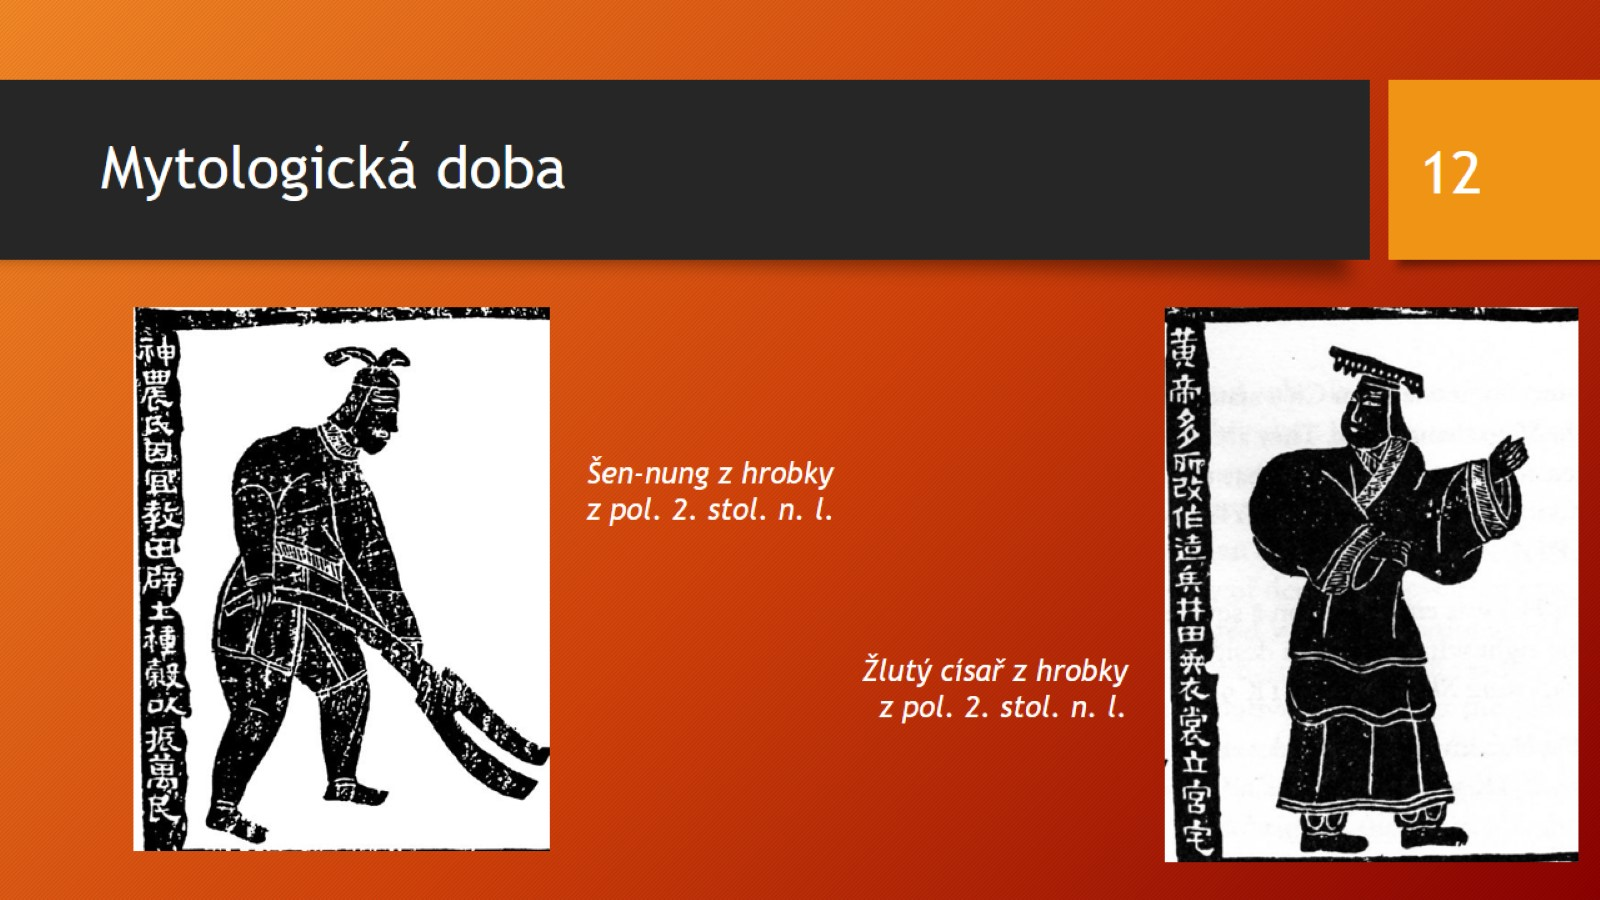 Mytologická doba
12
神農氏因宜教田辟土種穀以振萬民
Šen-nung z hrobky
z pol. 2. stol. n. l.
Žlutý císař z hrobky
z pol. 2. stol. n. l.
黃帝多所改作造兵井田垂衣裳立宮宅